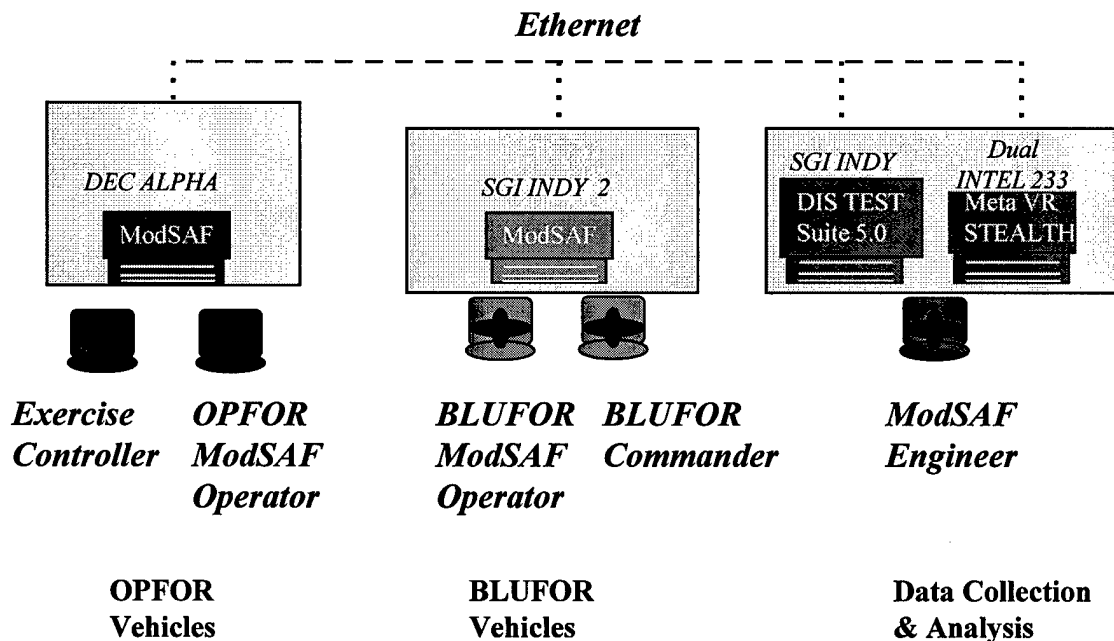 Ethernet
DEC ALPHA
ModSAF
SGI INDY 2
ModSAF
SGI INDY
DIS TEST
Suite 5.0
Dual
INTEL 233
Meta VR
STEALTH
Exercise
Controller
OPFOR
ModSAF
Operator
BLUFOR
ModSAF
Operator
BLUFOR
Commander
ModSAF
Engineer
OPFOR
Vehicles
BLUFOR
Vehicles
Data Collection
& Analysis